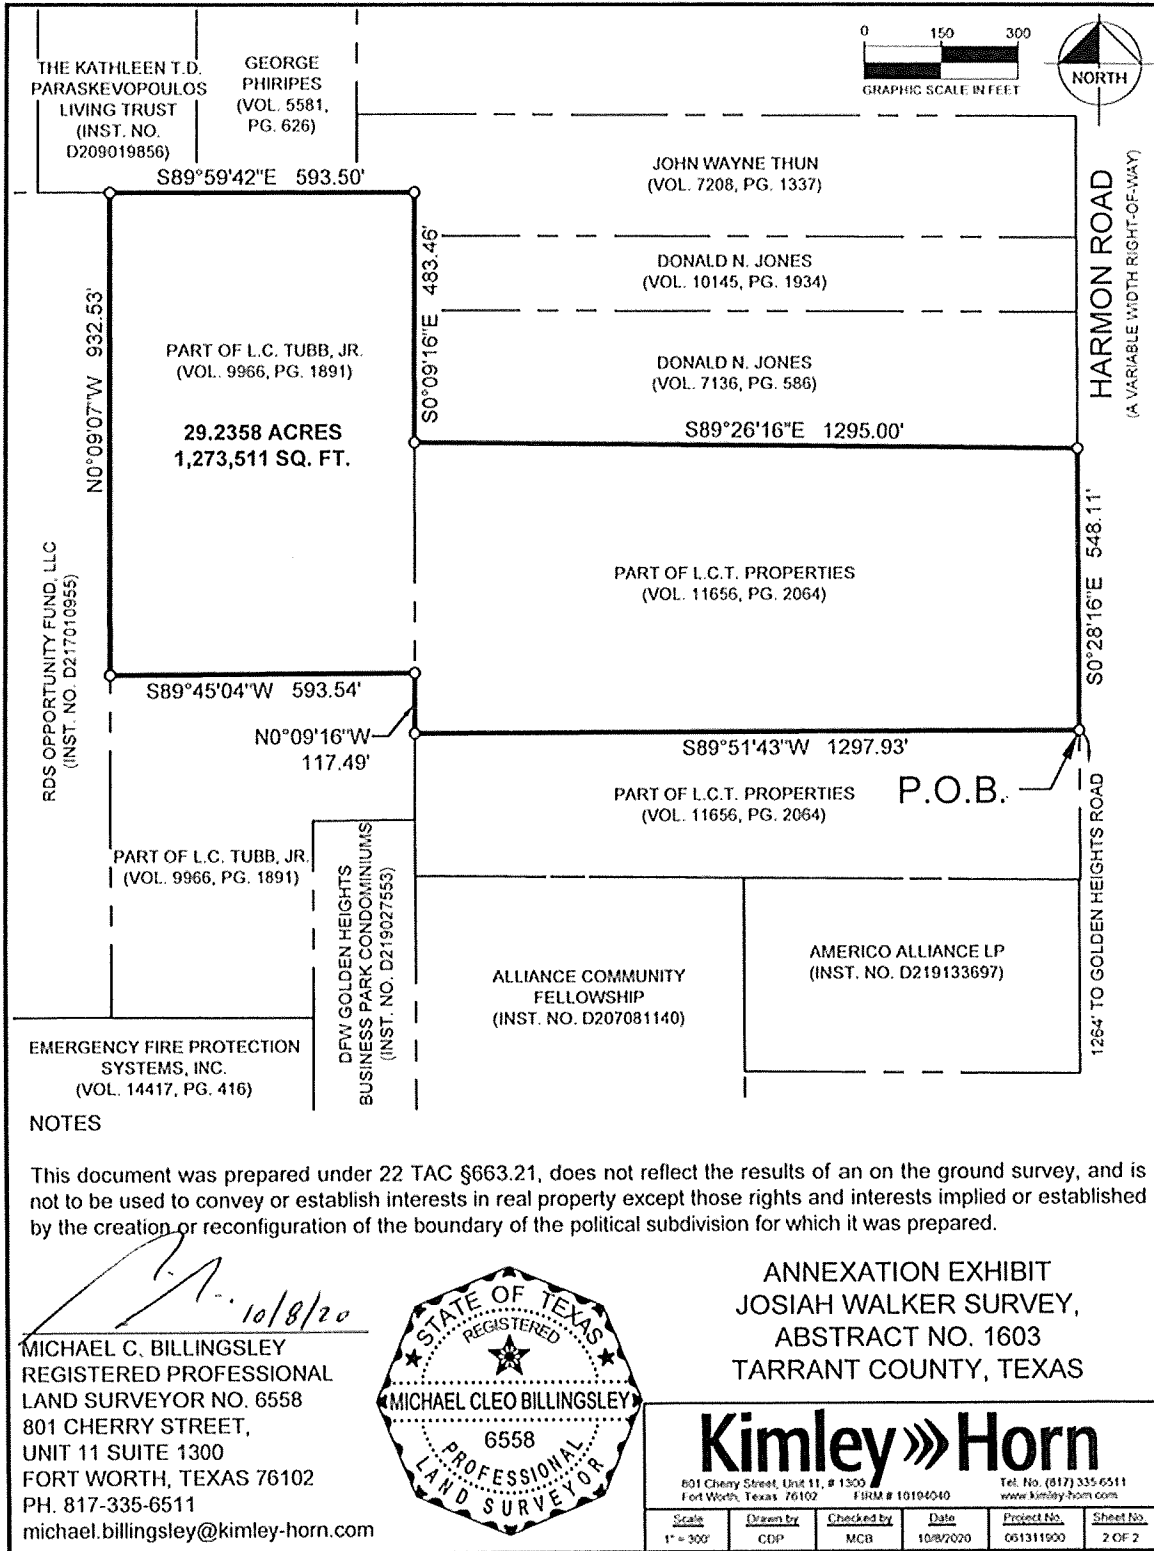 0 150 300
GRAPHIC SCALE IN FEET
NORTH
THE KATHLEEN T.D.
PARASKEVOPOULOS
LIVING TRUST
(INST. NO.
D209019856)
GEORGE
PHIRIPES
(VOL. 5581,
PG. 626)
S89°59'42"E 593.50'
JOHN WAYNE THUN
(VOL. 7208, PG. 1337)
HARMON ROAD
(A VARIABLE WIDTH RIGHT-OF-WAY)
N0°09'07"W 932.53'
S0°09'16"E 483.46'
DONALD N. JONES
(VOL. 10145, PG. 1934)
PART OF L.C. TUBB, JR.
(VOL. 9966, PG. 1891)
29.2358 ACRES
1,273,511 SQ. FT.
DONALD N. JONES
(VOL. 7136, PG. 586)
S89°26'16"E 1295.00'
S0°28'16"E 548.11'
RDS OPPORTUNITY FUND, LLC
(INST. NO. D217010955)
PART OF L.C.T. PROPERTIES
(VOL. 11656, PG. 2064)
S89°45'04"W 593.54'
N0°09'16"W
117.49'
S89°51'43"W 1297.93'
P.O.B.
PART OF L.C.T. PROPERTIES
(VOL. 11656, PG. 2064)
1264' TO GOLDEN HEIGHTS ROAD
PART OF L.C. TUBB, JR.
(VOL. 9966, PG. 1891)
DFW GOLDEN HEIGHTS
BUSINESS PARK CONDOMINIUMS
(INST. NO. D219027553)
ALLIANCE COMMUNITY
FELLOWSHIP
(INST. NO. D207081140)
AMERICO ALLIANCE LP
(INST. NO. D219133697)
EMERGENCY FIRE PROTECTION
SYSTEMS, INC.
(VOL. 14417, PG. 416)
NOTES
This document was prepared under 22 TAC §663.21, does not reflect the results of an on the ground survey, and is
not to be used to convey or establish interests in real property except those rights and interests implied or established
by the creation or reconfiguration of the boundary of the political subdivision for which it was prepared.
10/8/20
MICHAEL C. BILLINGSLEY
REGISTERED PROFESSIONAL
LAND SURVEYOR NO. 6558
801 CHERRY STREET,
UNIT 11 SUITE 1300
FORT WORTH, TEXAS 76102
PH. 817-335-6511
michael.billingsley@kimley-horn.com
STATE OF TEXAS
REGISTERED
MICHAEL CLEO BILLINGSLEY
6558
PROFESSIONAL
LAND SURVEYOR
ANNEXATION EXHIBIT
JOSIAH WALKER SURVEY,
ABSTRACT NO. 1603
TARRANT COUNTY, TEXAS
Kimley»»Horn
801 Cherry Street, Unit 11, # 1300 Tel. No. (817) 335-6511
Fort Worth, Texas 76102 FIRM # 10194040 www.kimley-horn.com
Scale Drawn by Checked by Date Project No. Sheet No.
1" = 300' CDP MCB 10/8/2020 061311900 2 OF 2